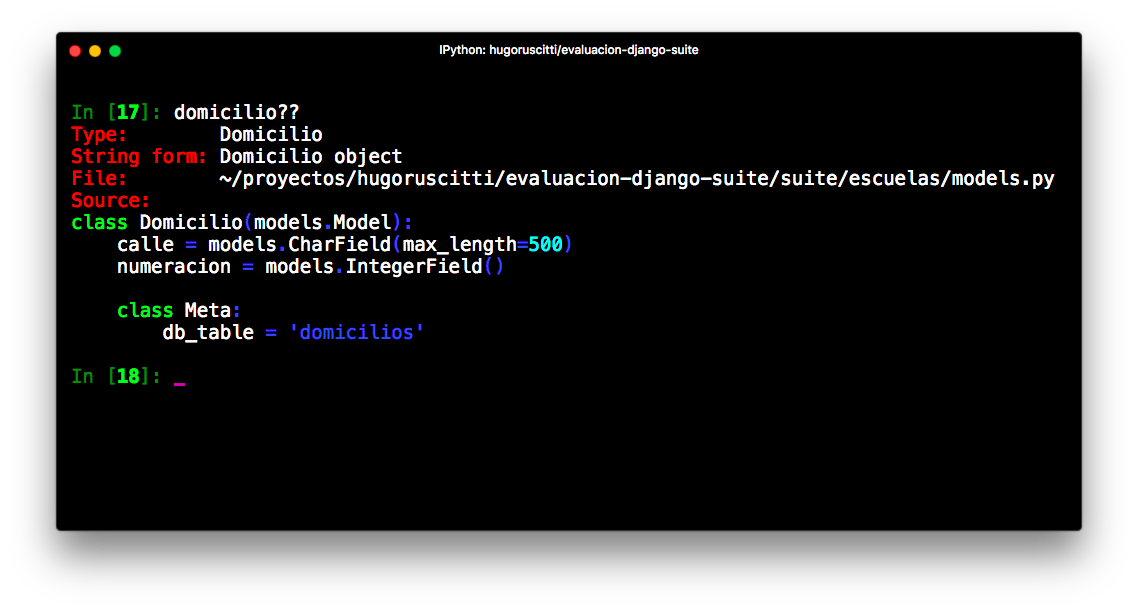 IPython: hugoruscitti/evaluacion-django-suite
In [17]: domicilio??
Type:        Domicilio
String form: Domicilio object
File:        ~/proyectos/hugoruscitti/evaluacion-django-suite/suite/escuelas/models.py
Source:
class Domicilio(models.Model):
    calle = models.CharField(max_length=500)
    numeracion = models.IntegerField()
    class Meta:
        db_table = 'domicilios'
In [18]: _